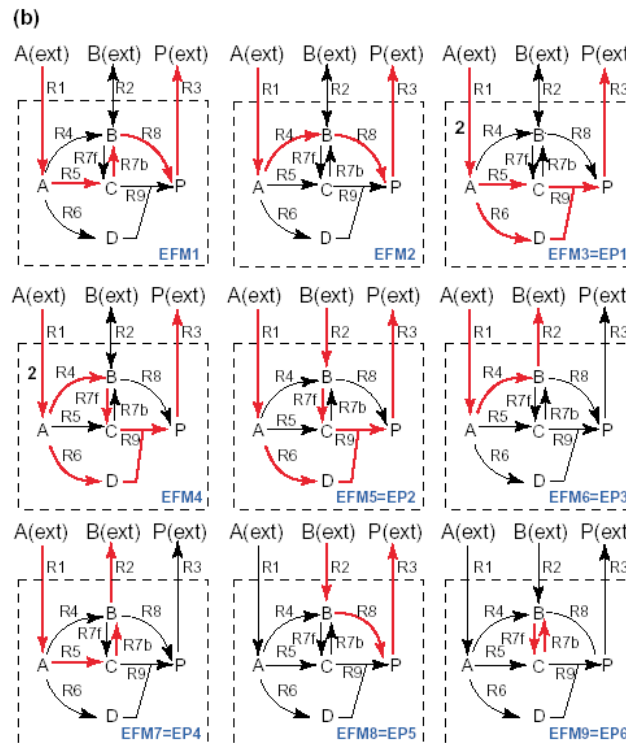 (b)
A(ext) B(ext) P(ext) A(ext) B(ext) P(ext) A(ext) B(ext) P(ext)
R1 R2 R3 R1 R2 R3 R1 R2 R3
R4 B R8 R4 B R8 2 R4 B R8
R7f R7b R7f R7b R7f R7b
A R5 C R9 P A R5 C R9 P A R5 C R9 P
R6 D R6 D R6 D
EFM1 EFM2 EFM3=EP1
A(ext) B(ext) P(ext) A(ext) B(ext) P(ext) A(ext) B(ext) P(ext)
R1 R2 R3 R1 R2 R3 R1 R2 R3
2 R4 B R8 R4 B R8 R4 B R8
R7f R7b R7f R7b R7f R7b
A R5 C R9 P A R5 C R9 P A R5 C R9 P
R6 D R6 D R6 D
EFM4 EFM5=EP2 EFM6=EP3
A(ext) B(ext) P(ext) A(ext) B(ext) P(ext) A(ext) B(ext) P(ext)
R1 R2 R3 R1 R2 R3 R1 R2 R3
R4 B R8 R4 B R8 R4 B R8
R7f R7b R7f R7b R7f R7b
A R5 C R9 P A R5 C R9 P A R5 C R9 P
R6 D R6 D R6 D
EFM7=EP4 EFM8=EP5 EFM9=EP6